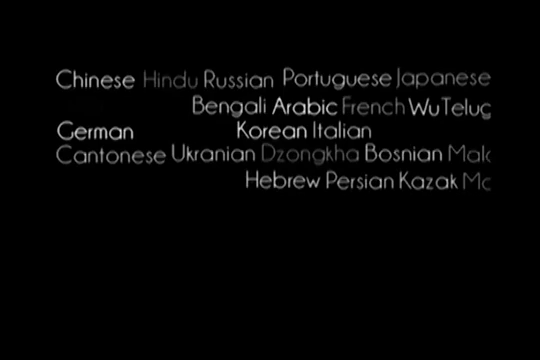 Chinese Hindu Russian Portuguese Japanese
Bengali Arabic French Wu Telug
German Korean Italian
Cantonese Ukranian Dzongkha Bosnian
Hebrew Persian Kazak